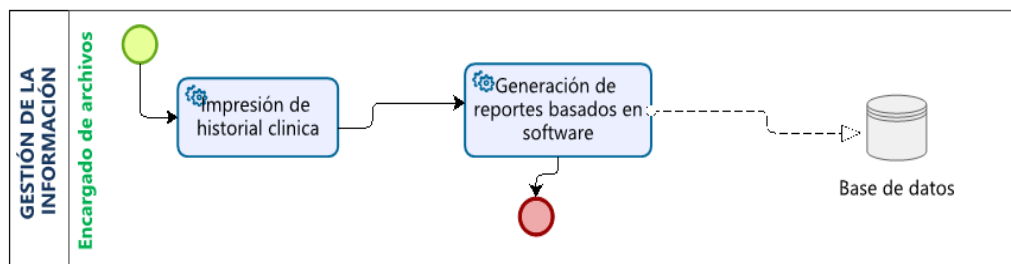 GESTIÓN DE LA
INFORMACIÓN
Encargado de archivos
Impresión de
historial clinica
Generación de
reportes basados en
software
Base de datos